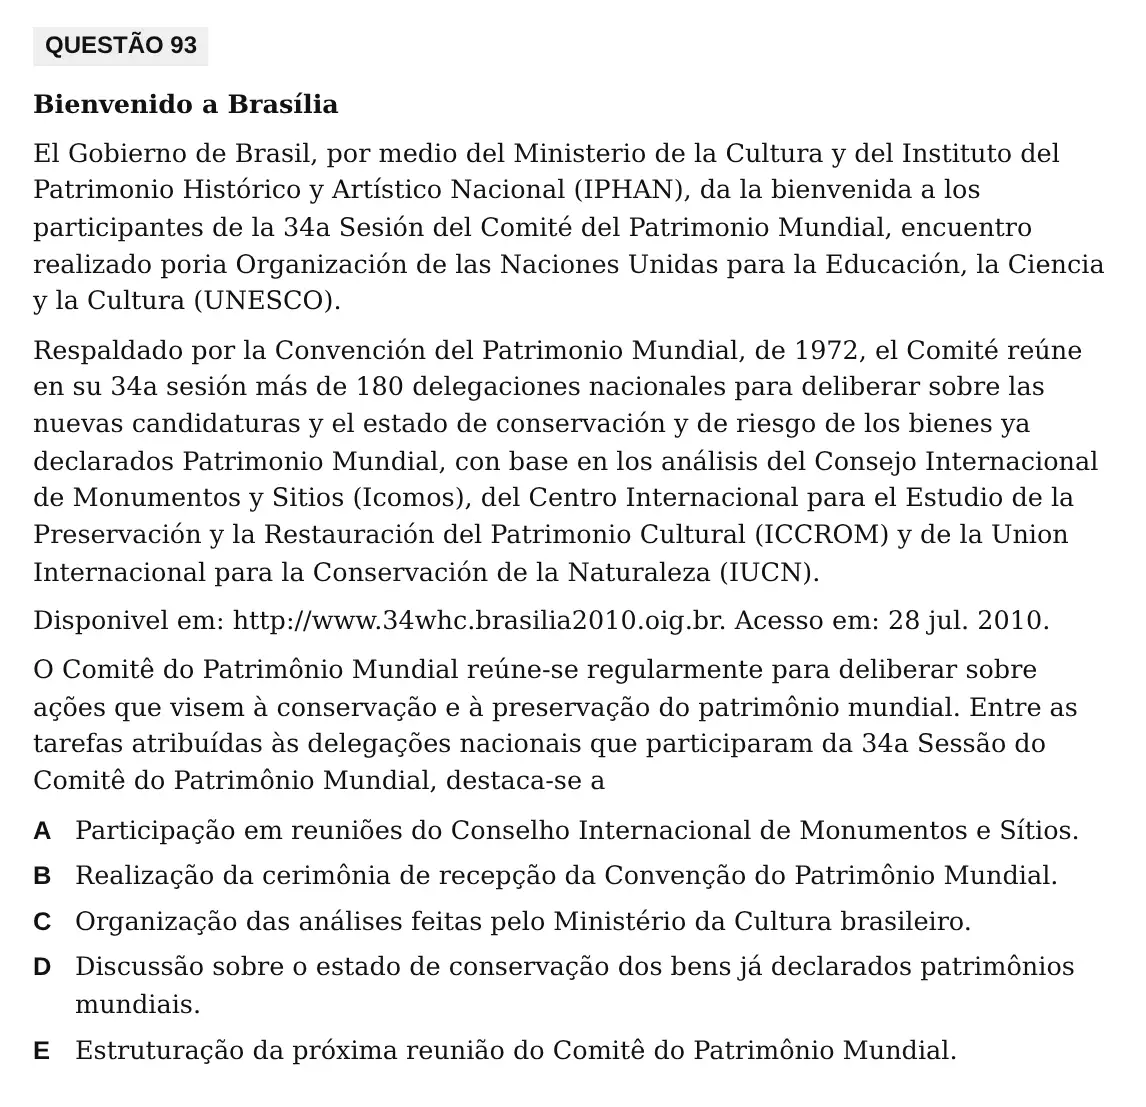 QUESTÃO 93
Bienvenido a Brasília
El Gobierno de Brasil, por medio del Ministerio de la Cultura y del Instituto del
Patrimonio Histórico y Artístico Nacional (IPHAN), da la bienvenida a los
participantes de la 34a Sesión del Comité del Patrimonio Mundial, encuentro
realizado poria Organización de las Naciones Unidas para la Educación, la Ciencia
y la Cultura (UNESCO).
Respaldado por la Convención del Patrimonio Mundial, de 1972, el Comité reúne
en su 34a sesión más de 180 delegaciones nacionales para deliberar sobre las
nuevas candidaturas y el estado de conservación y de riesgo de los bienes ya
declarados Patrimonio Mundial, con base en los análisis del Consejo Internacional
de Monumentos y Sitios (Icomos), del Centro Internacional para el Estudio de la
Preservación y la Restauración del Patrimonio Cultural (ICCROM) y de la Union
Internacional para la Conservación de la Naturaleza (IUCN).
Disponivel em: http://www.34whc.brasilia2010.oig.br. Acesso em: 28 jul. 2010.
O Comitê do Patrimônio Mundial reúne-se regularmente para deliberar sobre
ações que visem à conservação e à preservação do patrimônio mundial. Entre as
tarefas atribuídas às delegações nacionais que participaram da 34a Sessão do
Comitê do Patrimônio Mundial, destaca-se a
A Participação em reuniões do Conselho Internacional de Monumentos e Sítios.
B Realização da cerimônia de recepção da Convenção do Patrimônio Mundial.
C Organização das análises feitas pelo Ministério da Cultura brasileiro.
D Discussão sobre o estado de conservação dos bens já declarados patrimônios
mundiais.
E Estruturação da próxima reunião do Comitê do Patrimônio Mundial.